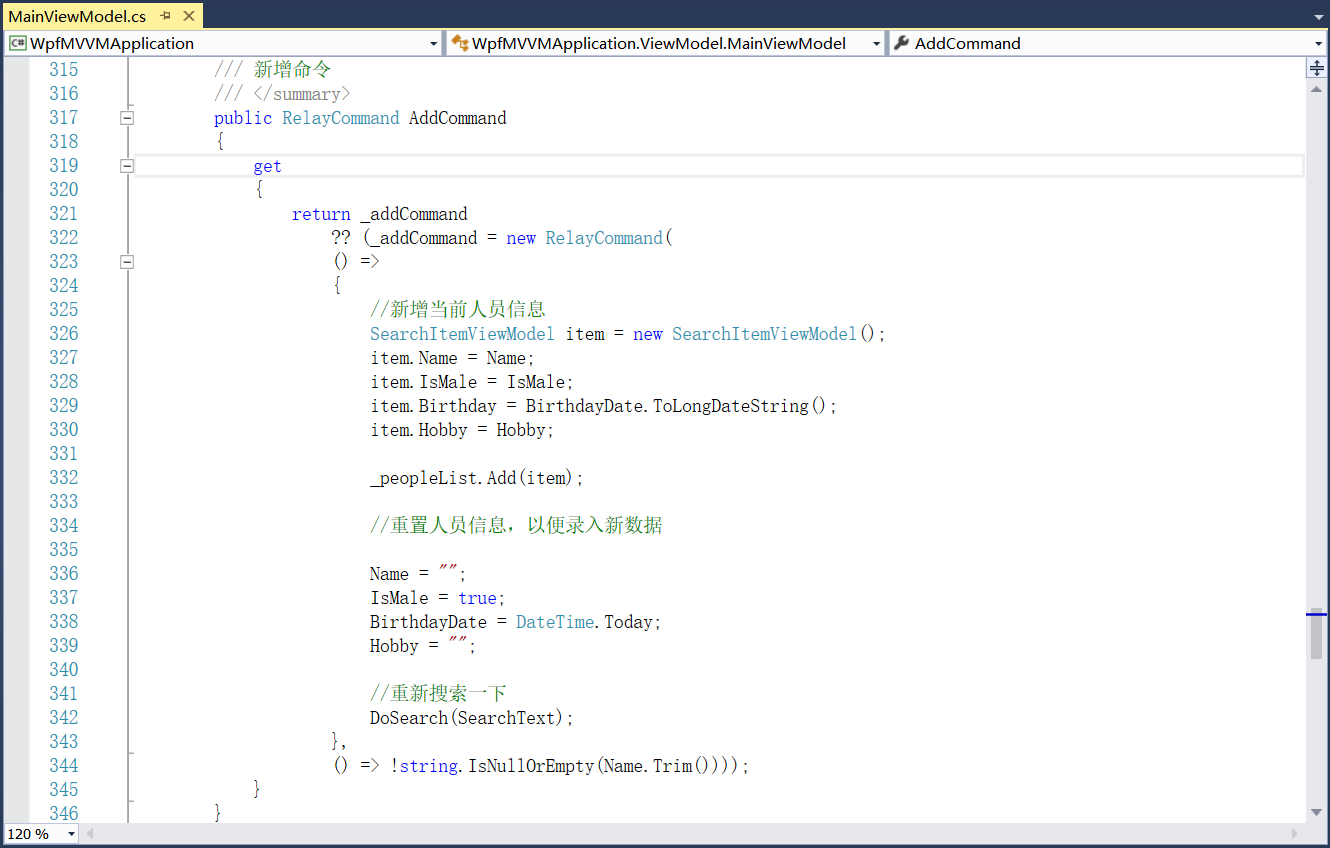 MainViewModel.cs
WpfMVVMApplication WpfMVVMApplication.ViewModel.MainViewModel AddCommand
315 /// 新增命令
316 /// </summary>
317 public RelayCommand AddCommand
318 {
319 get
320 {
321 return _addCommand
322 ?? (_addCommand = new RelayCommand(
323 () =>
324 {
325 //新增当前人员信息
326 SearchItemViewModel item = new SearchItemViewModel();
327 item.Name = Name;
328 item.IsMale = IsMale;
329 item.Birthday = BirthdayDate.ToLongDateString();
330 item.Hobby = Hobby;
331
332 _peopleList.Add(item);
333
334 //重置人员信息，以便录入新数据
335
336 Name = "";
337 IsMale = true;
338 BirthdayDate = DateTime.Today;
339 Hobby = "";
340
341 //重新搜索一下
342 DoSearch(SearchText);
343 },
344 () => !string.IsNullOrEmpty(Name.Trim())));
345 }
346 }
120 %